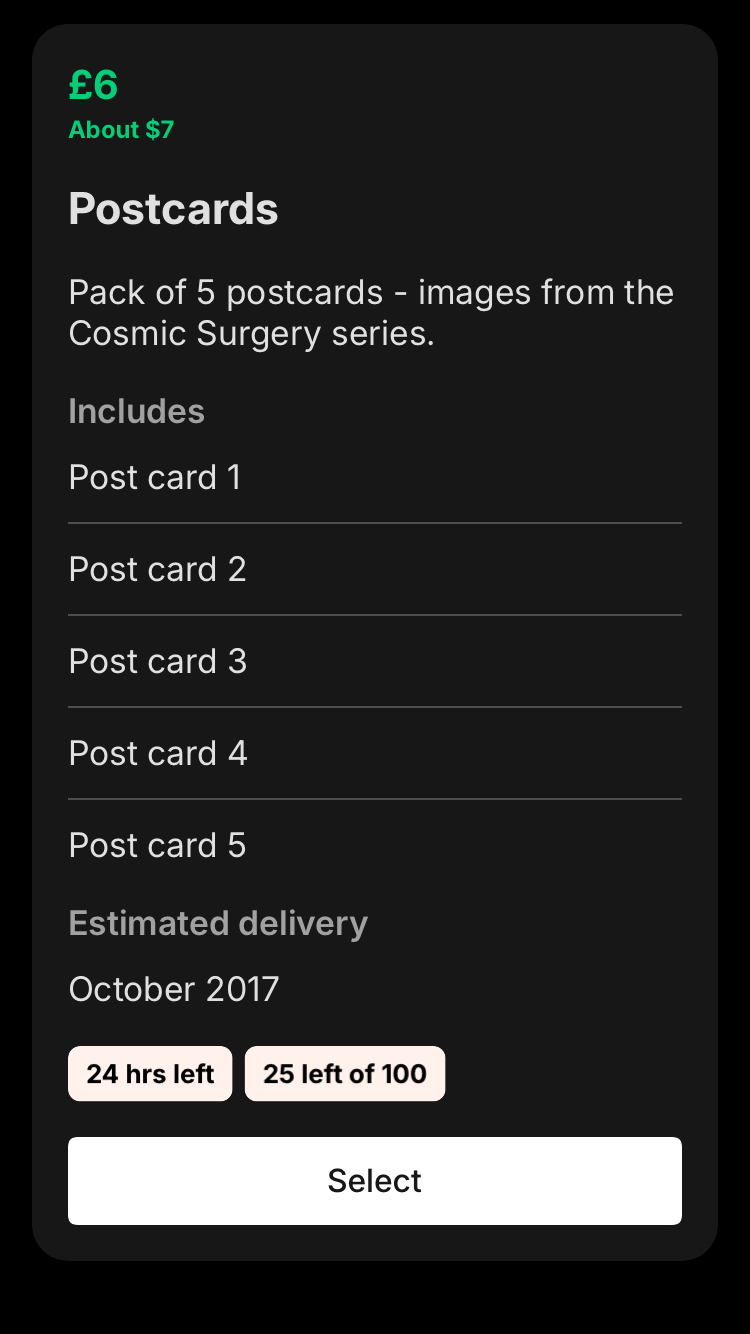 £6
About $7
Postcards
Pack of 5 postcards - images from the
Cosmic Surgery series.
Includes
Post card 1
Post card 2
Post card 3
Post card 4
Post card 5
Estimated delivery
October 2017
24 hrs left 25 left of 100
Select